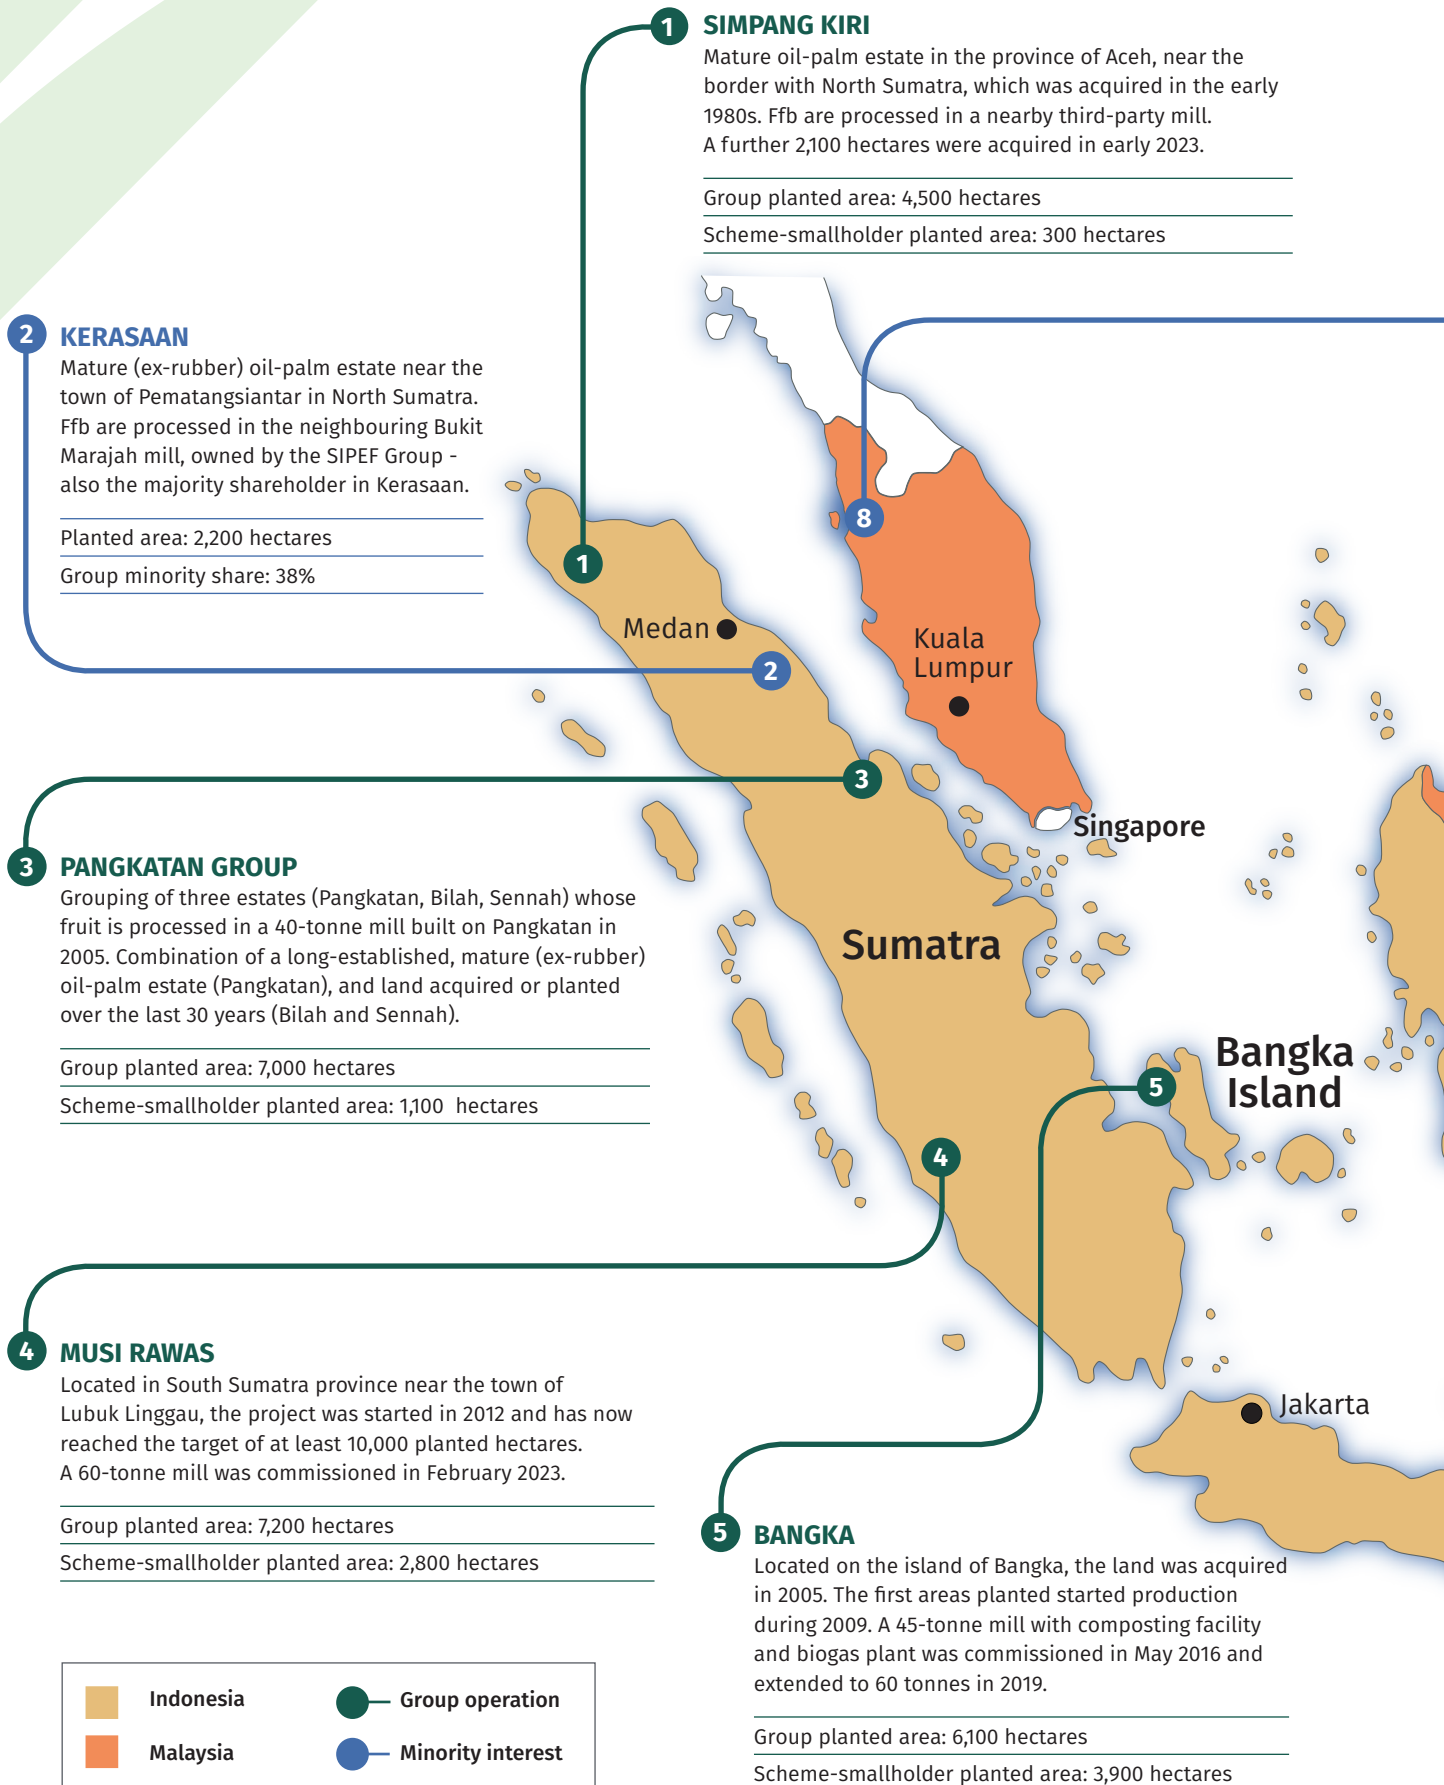 1 SIMPANG KIRI
Mature oil-palm estate in the province of Aceh, near the
border with North Sumatra, which was acquired in the early
1980s. Ffb are processed in a nearby third-party mill.
A further 2,100 hectares were acquired in early 2023.
Group planted area: 4,500 hectares
Scheme-smallholder planted area: 300 hectares
2 KERASAAN
Mature (ex-rubber) oil-palm estate near the
town of Pematangsiantar in North Sumatra.
Ffb are processed in the neighbouring Bukit
Marajah mill, owned by the SIPEF Group -
also the majority shareholder in Kerasaan.
Planted area: 2,200 hectares
Group minority share: 38%
8
1
Medan
Kuala
Lumpur
2
3
Singapore
3 PANGKATAN GROUP
Grouping of three estates (Pangkatan, Bilah, Sennah) whose
fruit is processed in a 40-tonne mill built on Pangkatan in
2005. Combination of a long-established, mature (ex-rubber)
oil-palm estate (Pangkatan), and land acquired or planted
over the last 30 years (Bilah and Sennah).
Group planted area: 7,000 hectares
Scheme-smallholder planted area: 1,100 hectares
Sumatra
Bangka
Island
5
4
4 MUSI RAWAS
Located in South Sumatra province near the town of
Lubuk Linggau, the project was started in 2012 and has now
reached the target of at least 10,000 planted hectares.
A 60-tonne mill was commissioned in February 2023.
Group planted area: 7,200 hectares
Scheme-smallholder planted area: 2,800 hectares
Jakarta
5 BANGKA
Located on the island of Bangka, the land was acquired
in 2005. The first areas planted started production
during 2009. A 45-tonne mill with composting facility
and biogas plant was commissioned in May 2016 and
extended to 60 tonnes in 2019.
Group planted area: 6,100 hectares
Scheme-smallholder planted area: 3,900 hectares
Indonesia
Group operation
Malaysia
Minority interest